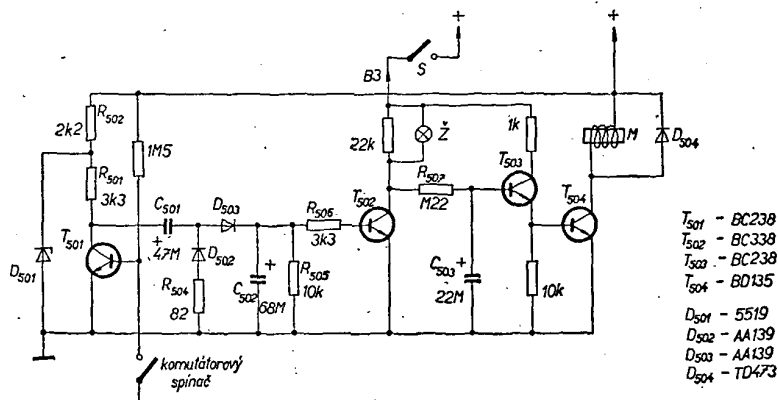 +
+
B3
S
R502
2k2
1M5
22k
Ž
1k
M
D504
R501
3k3
C501
+
47M
D503
R506
3k3
T502
R507
M22
T503
T504
T501
D501
D502
R504
82
+
C502
68M
R505
10k
C503
+
22M
10k
komutátorový
spínač
T501 - BC238
T502 - BC338
T503 - BC238
T504 - BD135
D501 - 5519
D502 - AA139
D503 - AA139
D504 - TD473